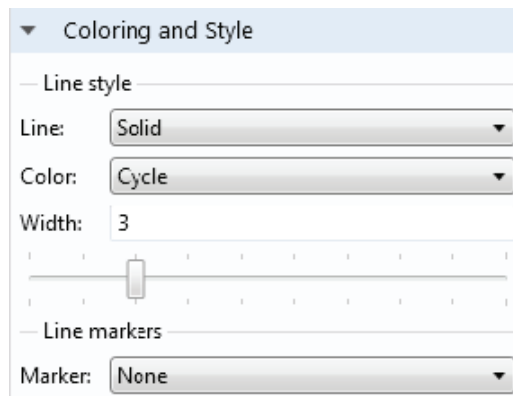 Coloring and Style
Line style
Line: Solid
Color: Cycle
Width: 3
Line markers
Marker: None